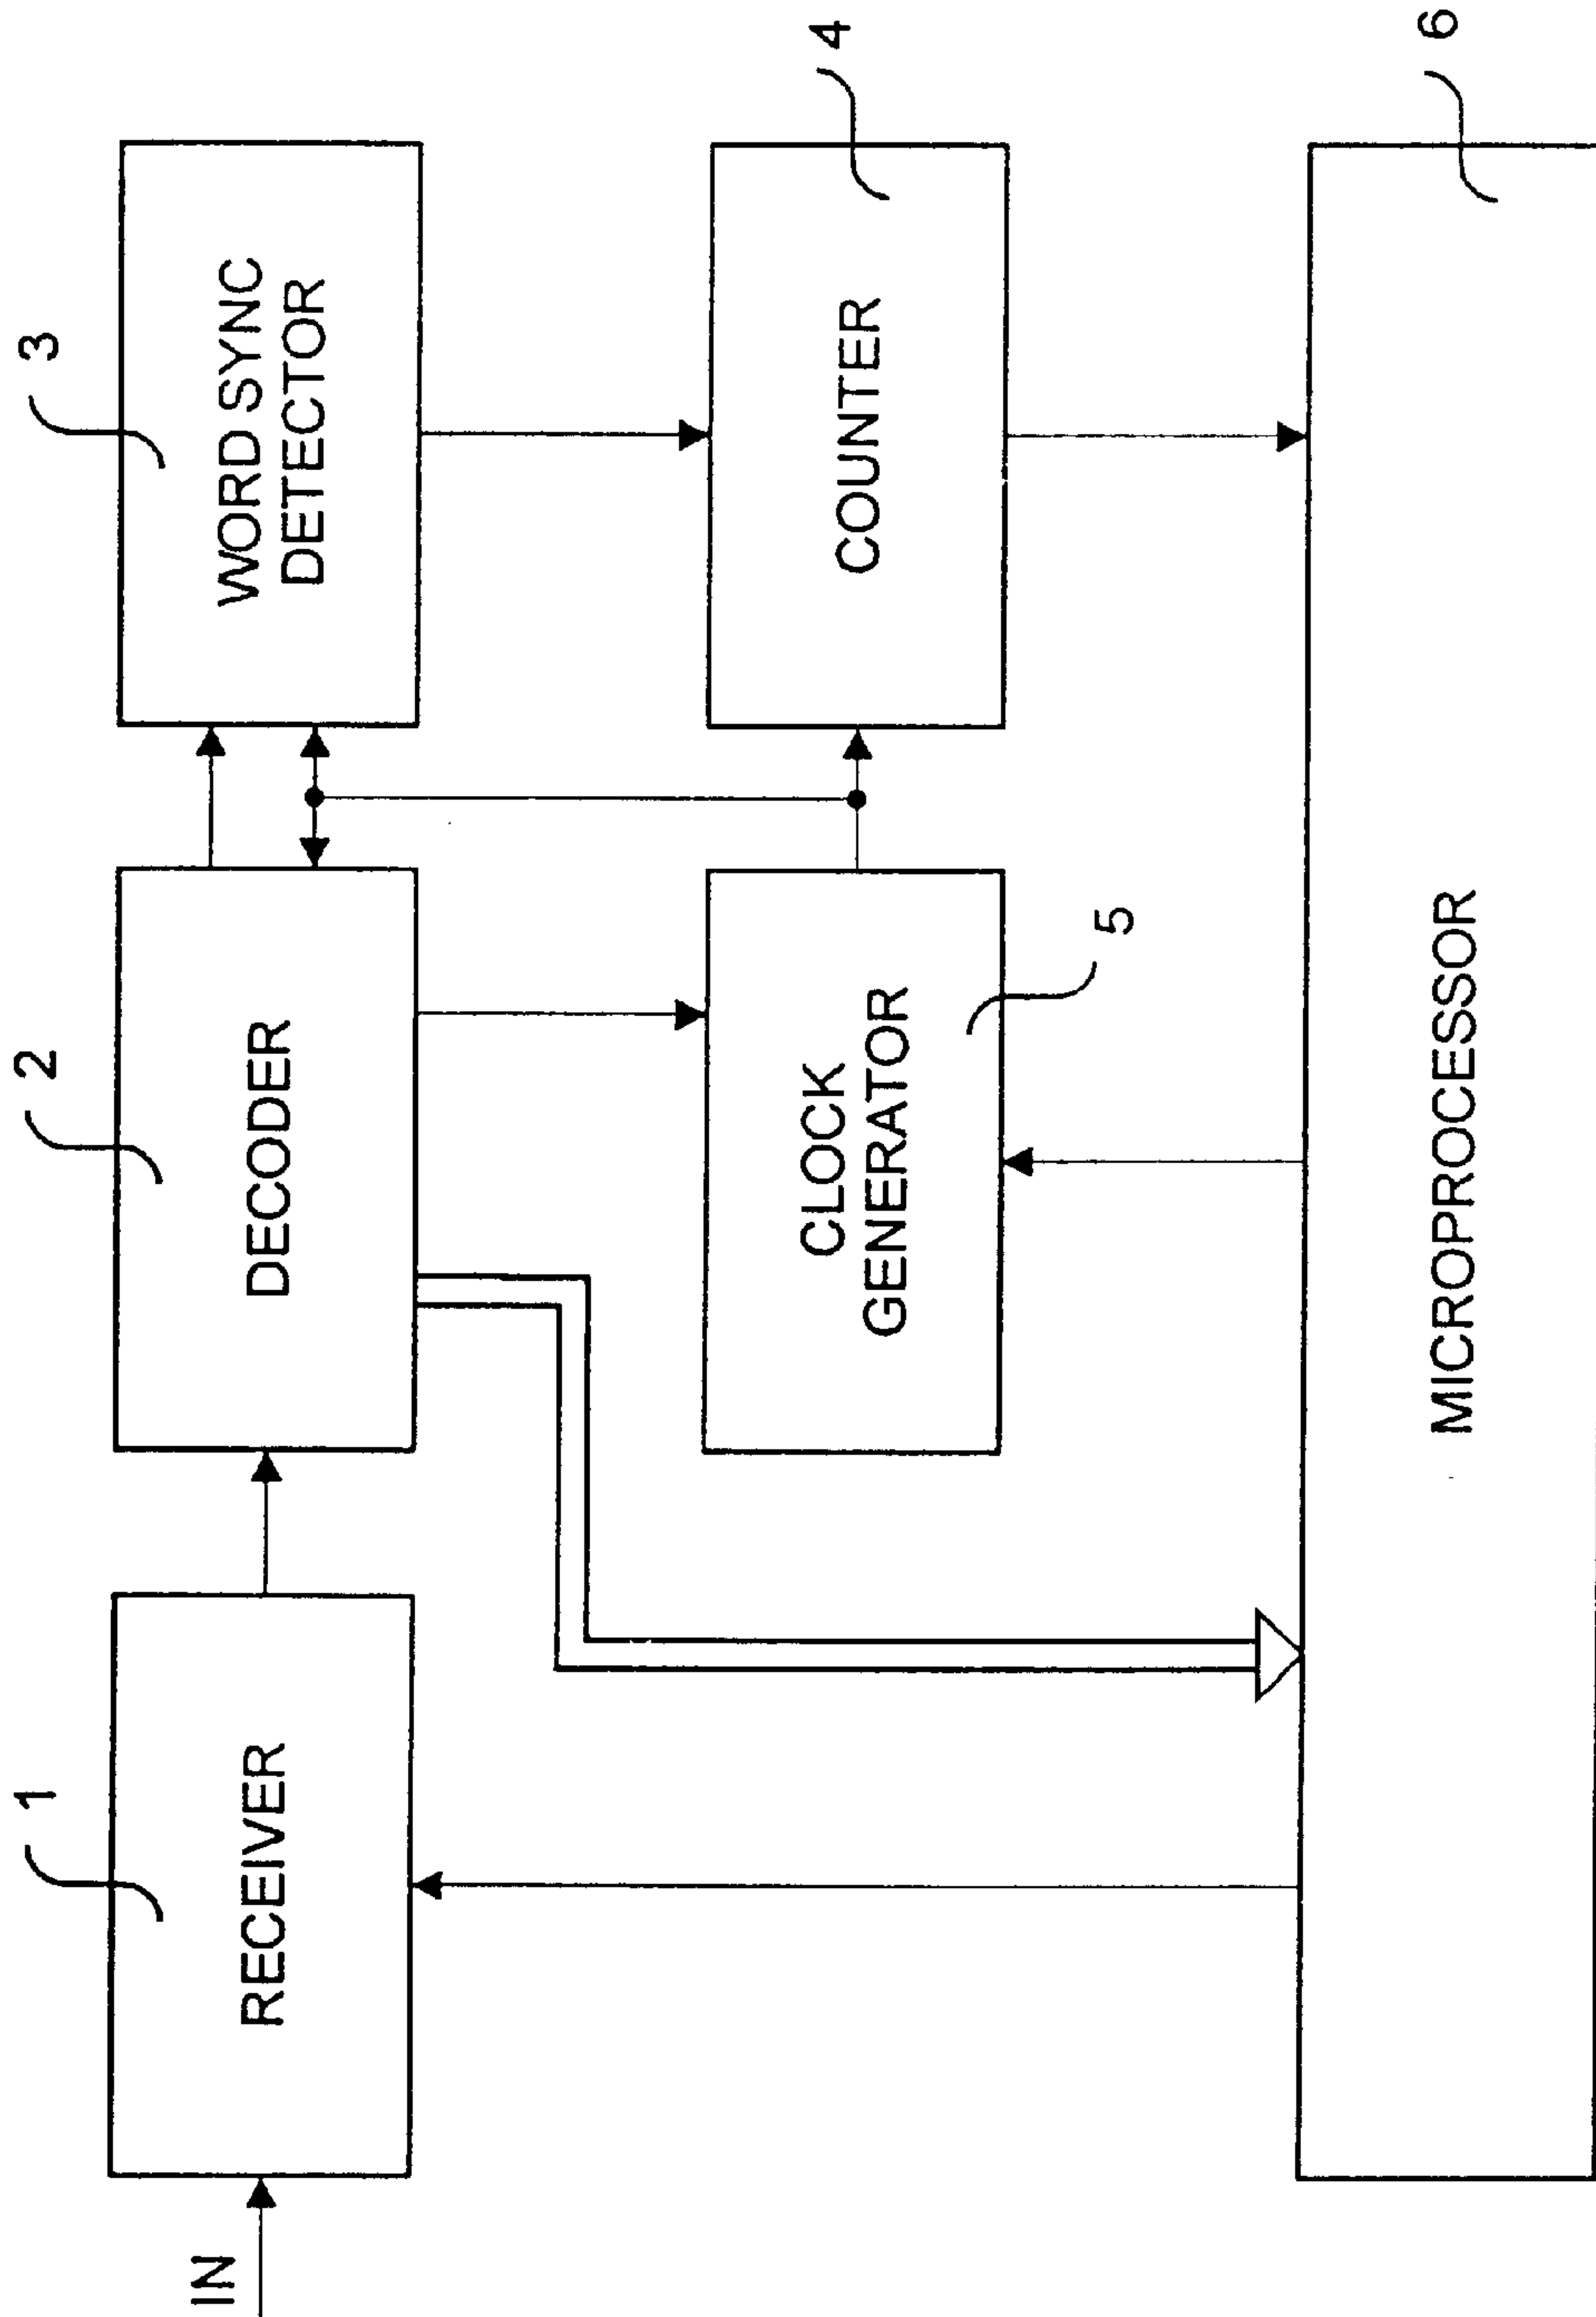 1
2
3
IN
RECEIVER
DECODER
WORD SYNC
DETECTOR
4
CLOCK
GENERATOR
COUNTER
5
6
MICROPROCESSOR